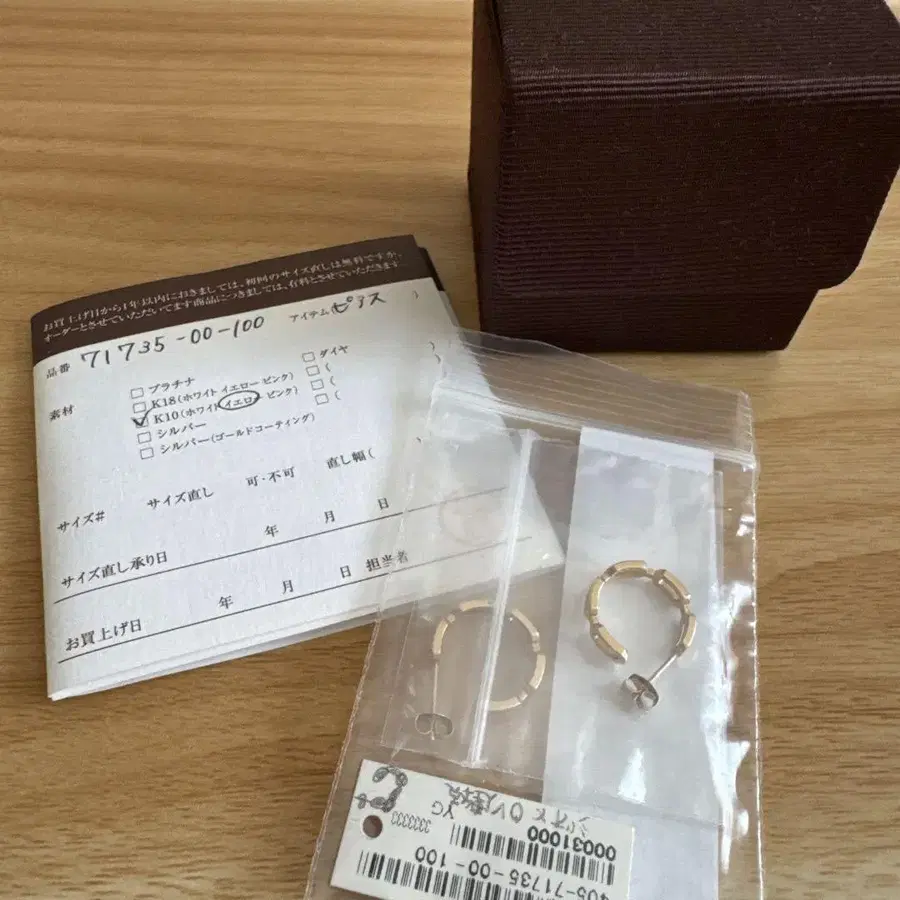 お買上げ日から1年以内におきましては、初回のサイズ直しは無料ですが、
オーダーとさせていただいてます商品につきましては、有料とさせていただきます
品番 71735-00-100 アイテム(ピアス )
素材 □プラチナ □ダイヤ
□K18(ホワイト イエロー ピンク) □( )
☑K10(ホワイト イエロー ピンク) □( )
□シルバー □(
□シルバー(ゴールドコーティング)
サイズ# サイズ直し 可・不可 直し幅( )
サイズ直し承り日 年 月 日
お買上げ日 年 月 日 担当者
YG
00031000
405-71735-00-100